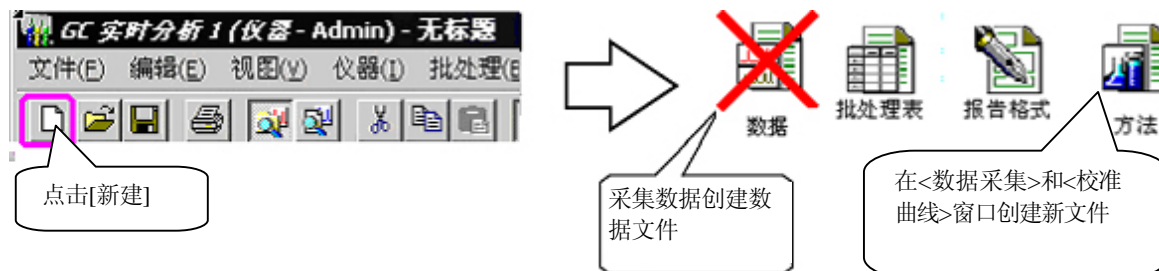 GC 实时分析 1 (仪器 - Admin) - 无标题
文件(F) 编辑(E) 视图(V) 仪器(I) 批处理(B
点击[新建]
数据
批处理表
报告格式
方法
采集数据创建数
据文件
在<数据采集>和<校准
曲线>窗口创建新文件